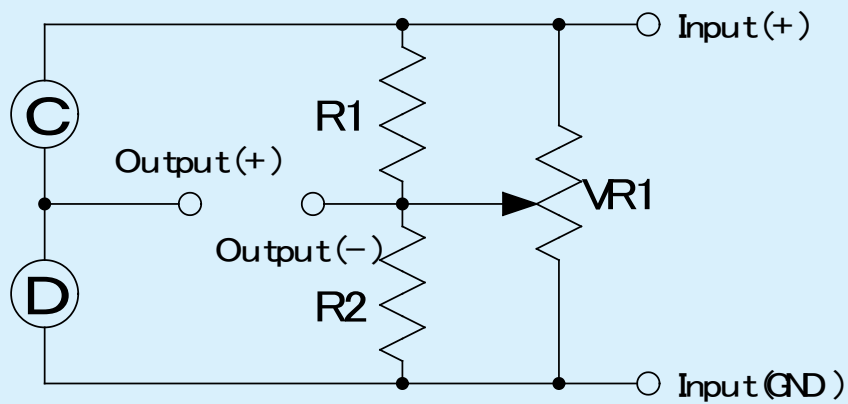 Input(+)
C
R1
Output(+)
VR1
Output(-)
D
R2
Input(GND)